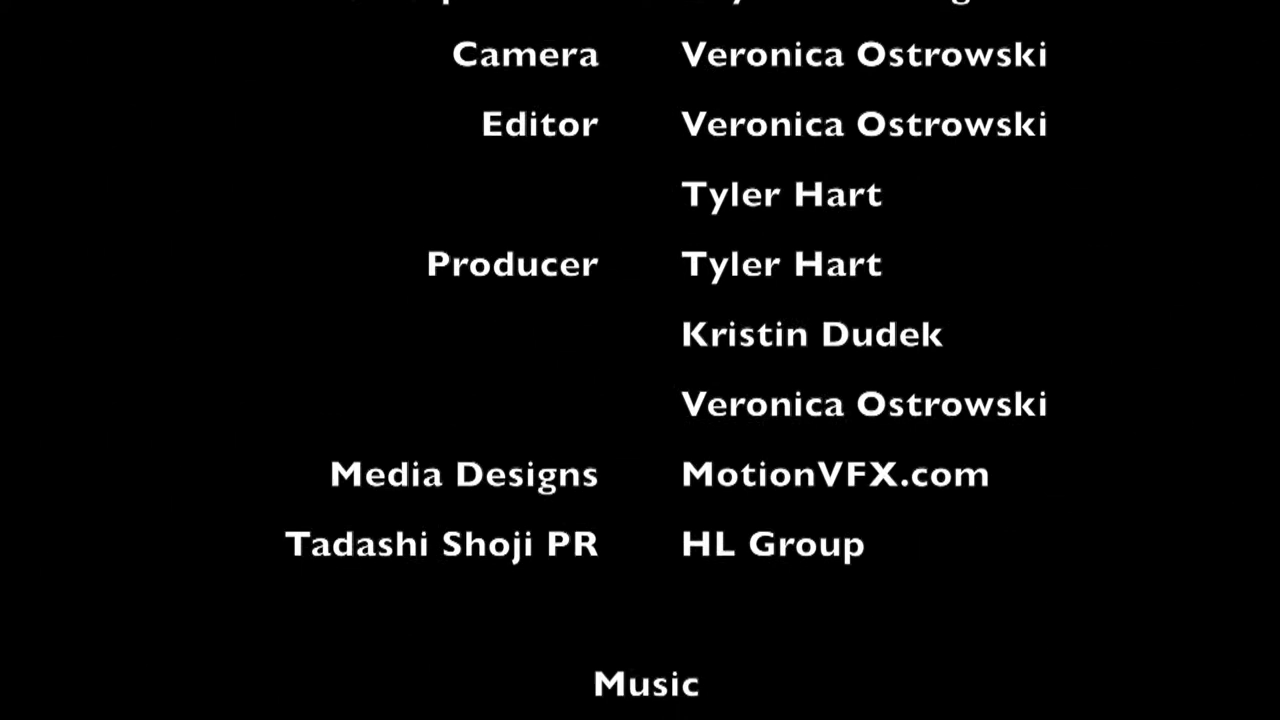 Camera Veronica Ostrowski
Editor Veronica Ostrowski
Tyler Hart
Producer Tyler Hart
Kristin Dudek
Veronica Ostrowski
Media Designs MotionVFX.com
Tadashi Shoji PR HL Group
Music